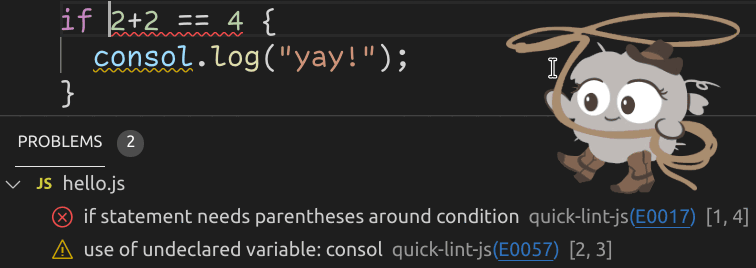 if 2+2 == 4 {
consol.log("yay!");
}
PROBLEMS 2
JS hello.js
if statement needs parentheses around condition quick-lint-js(E0017) [1, 4]
use of undeclared variable: consol quick-lint-js(E0057) [2, 3]